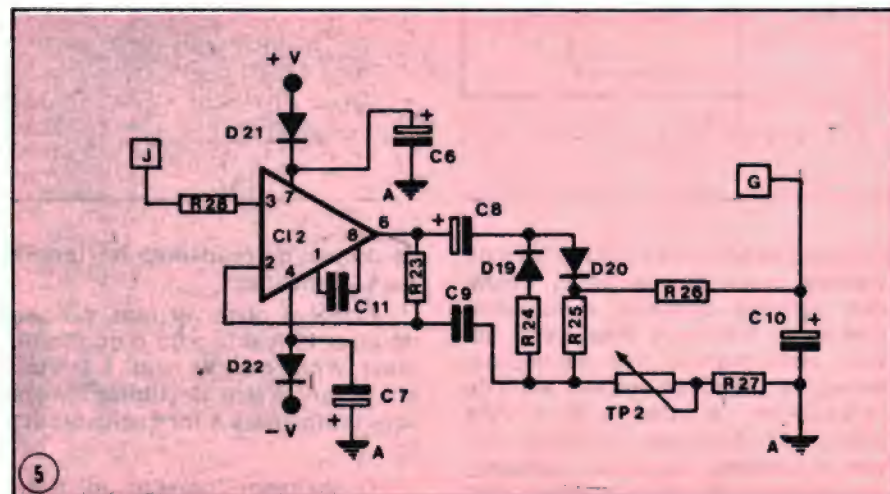 + V
D21
+
C6
A
J
R28
3
7
CI2
2
4
1
8
6
C11
R23
+
C8
C9
D19
D20
R24
R25
R26
G
+
C10
TP2
R27
A
D22
- V
C7
+
A
5